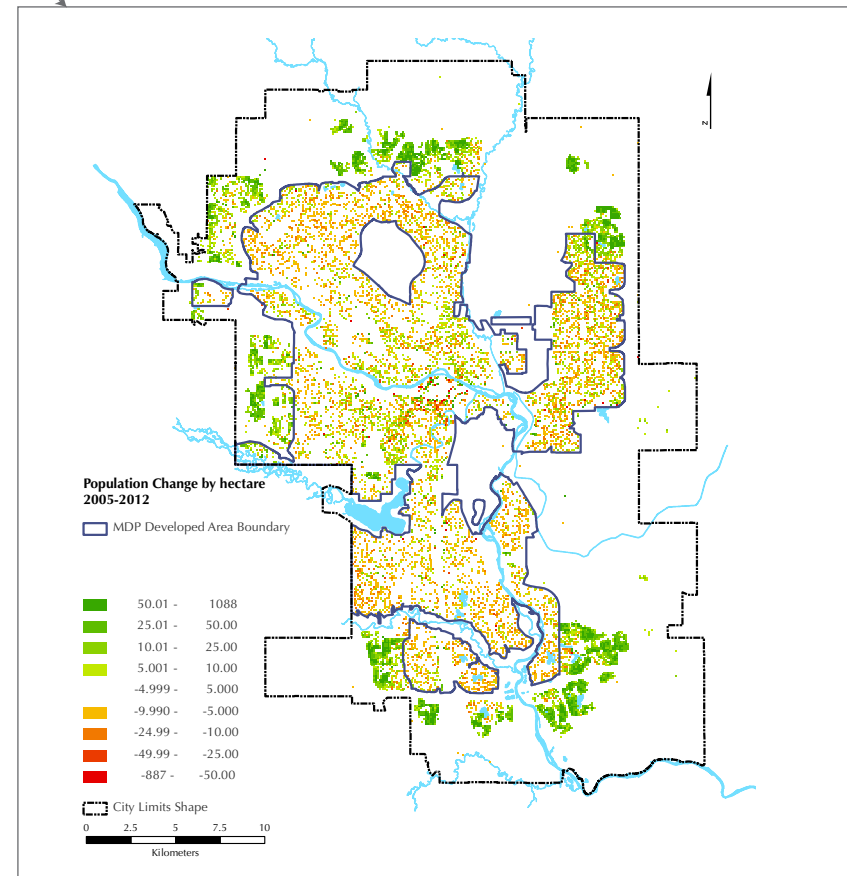 N
Population Change by hectare
2005-2012
MDP Developed Area Boundary
50.01 - 1088
25.01 - 50.00
10.01 - 25.00
5.001 - 10.00
-4.999 - 5.000
-9.990 - -5.000
-24.99 - -10.00
-49.99 - -25.00
-887 - -50.00
City Limits Shape
0 2.5 5 7.5 10
Kilometers